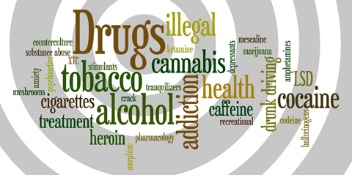 Drugs
illegal
counterculture
ketamine
mescaline
substance abuse
XTC
stimulants
cannabis
depressants
marijuana
amphetamines
psychoactive
tobacco
anxiety
tranquilizers
mushrooms
crack
health
LSD
cigarettes
alcohol
addiction
caffeine
drunk driving
cocaine
treatment
recreational
codeine
hallucinogens
heroin
pharmacology
morphine